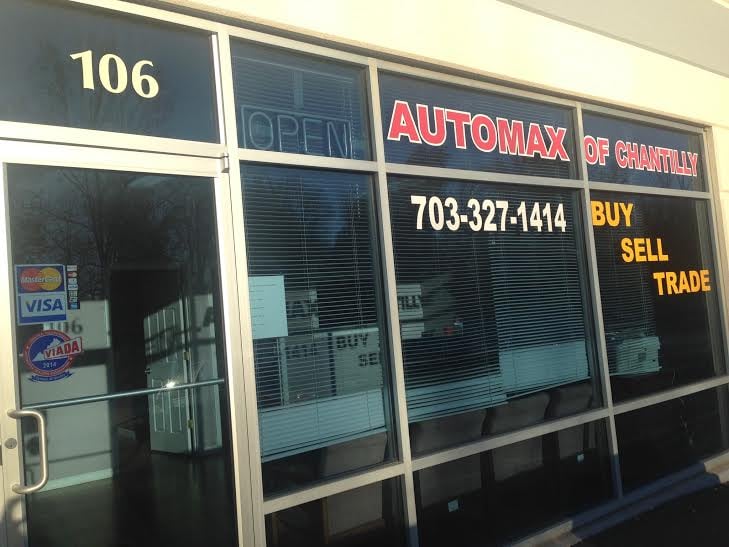 106
OPEN
AUTOMAX OF CHANTILLY
703-327-1414
BUY
SELL
TRADE
MasterCard
VISA
VIADA
2014